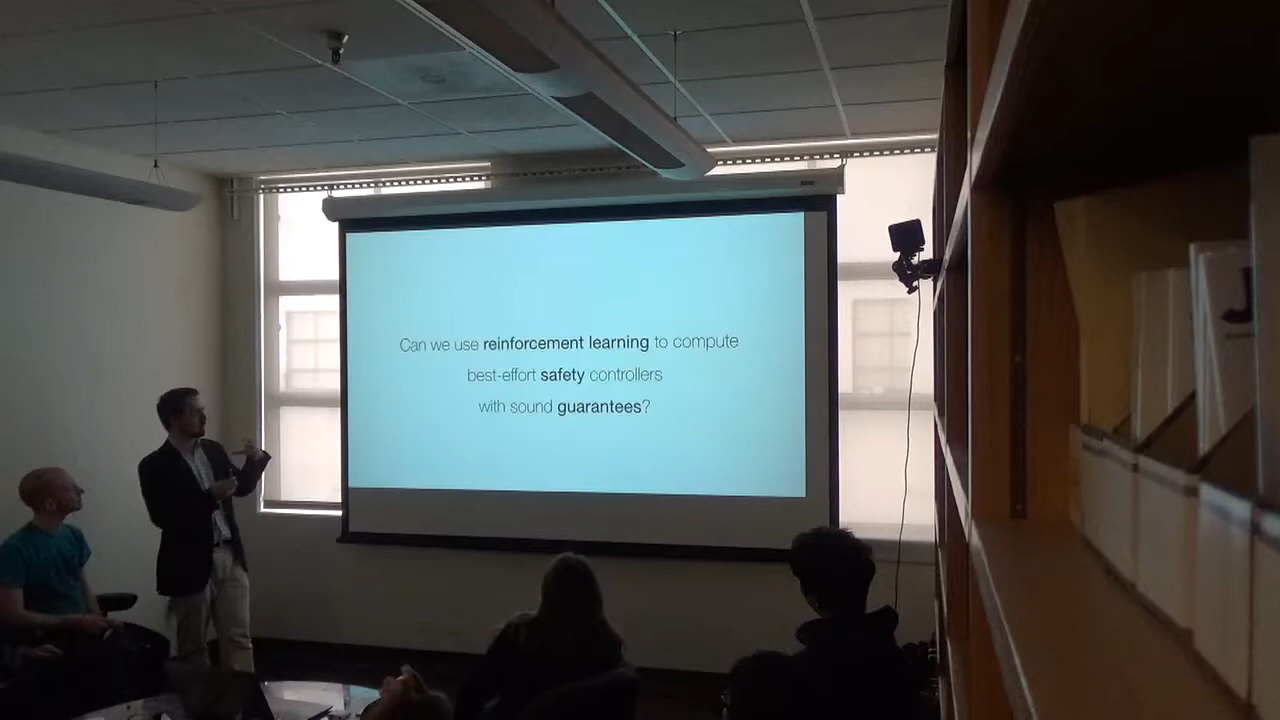 Can we use reinforcement learning to compute
best-effort safety controllers
with sound guarantees?